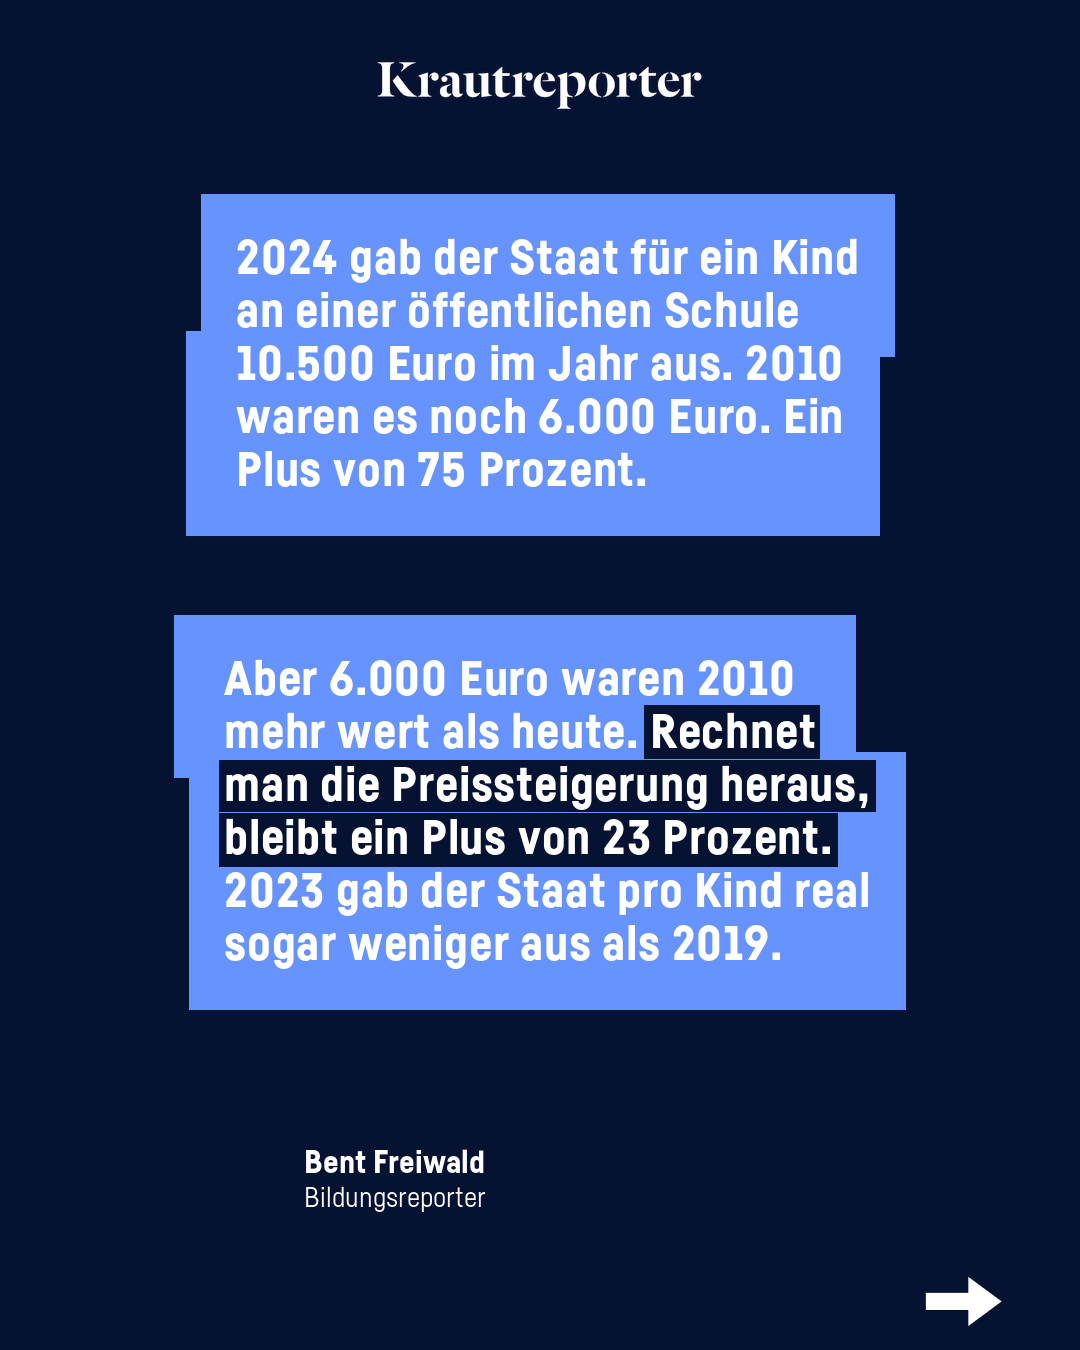 Krautreporter
2024 gab der Staat für ein Kind
an einer öffentlichen Schule
10.500 Euro im Jahr aus. 2010
waren es noch 6.000 Euro. Ein
Plus von 75 Prozent.
Aber 6.000 Euro waren 2010
mehr wert als heute. Rechnet
man die Preissteigerung heraus,
bleibt ein Plus von 23 Prozent.
2023 gab der Staat pro Kind real
sogar weniger aus als 2019.
Bent Freiwald
Bildungsreporter